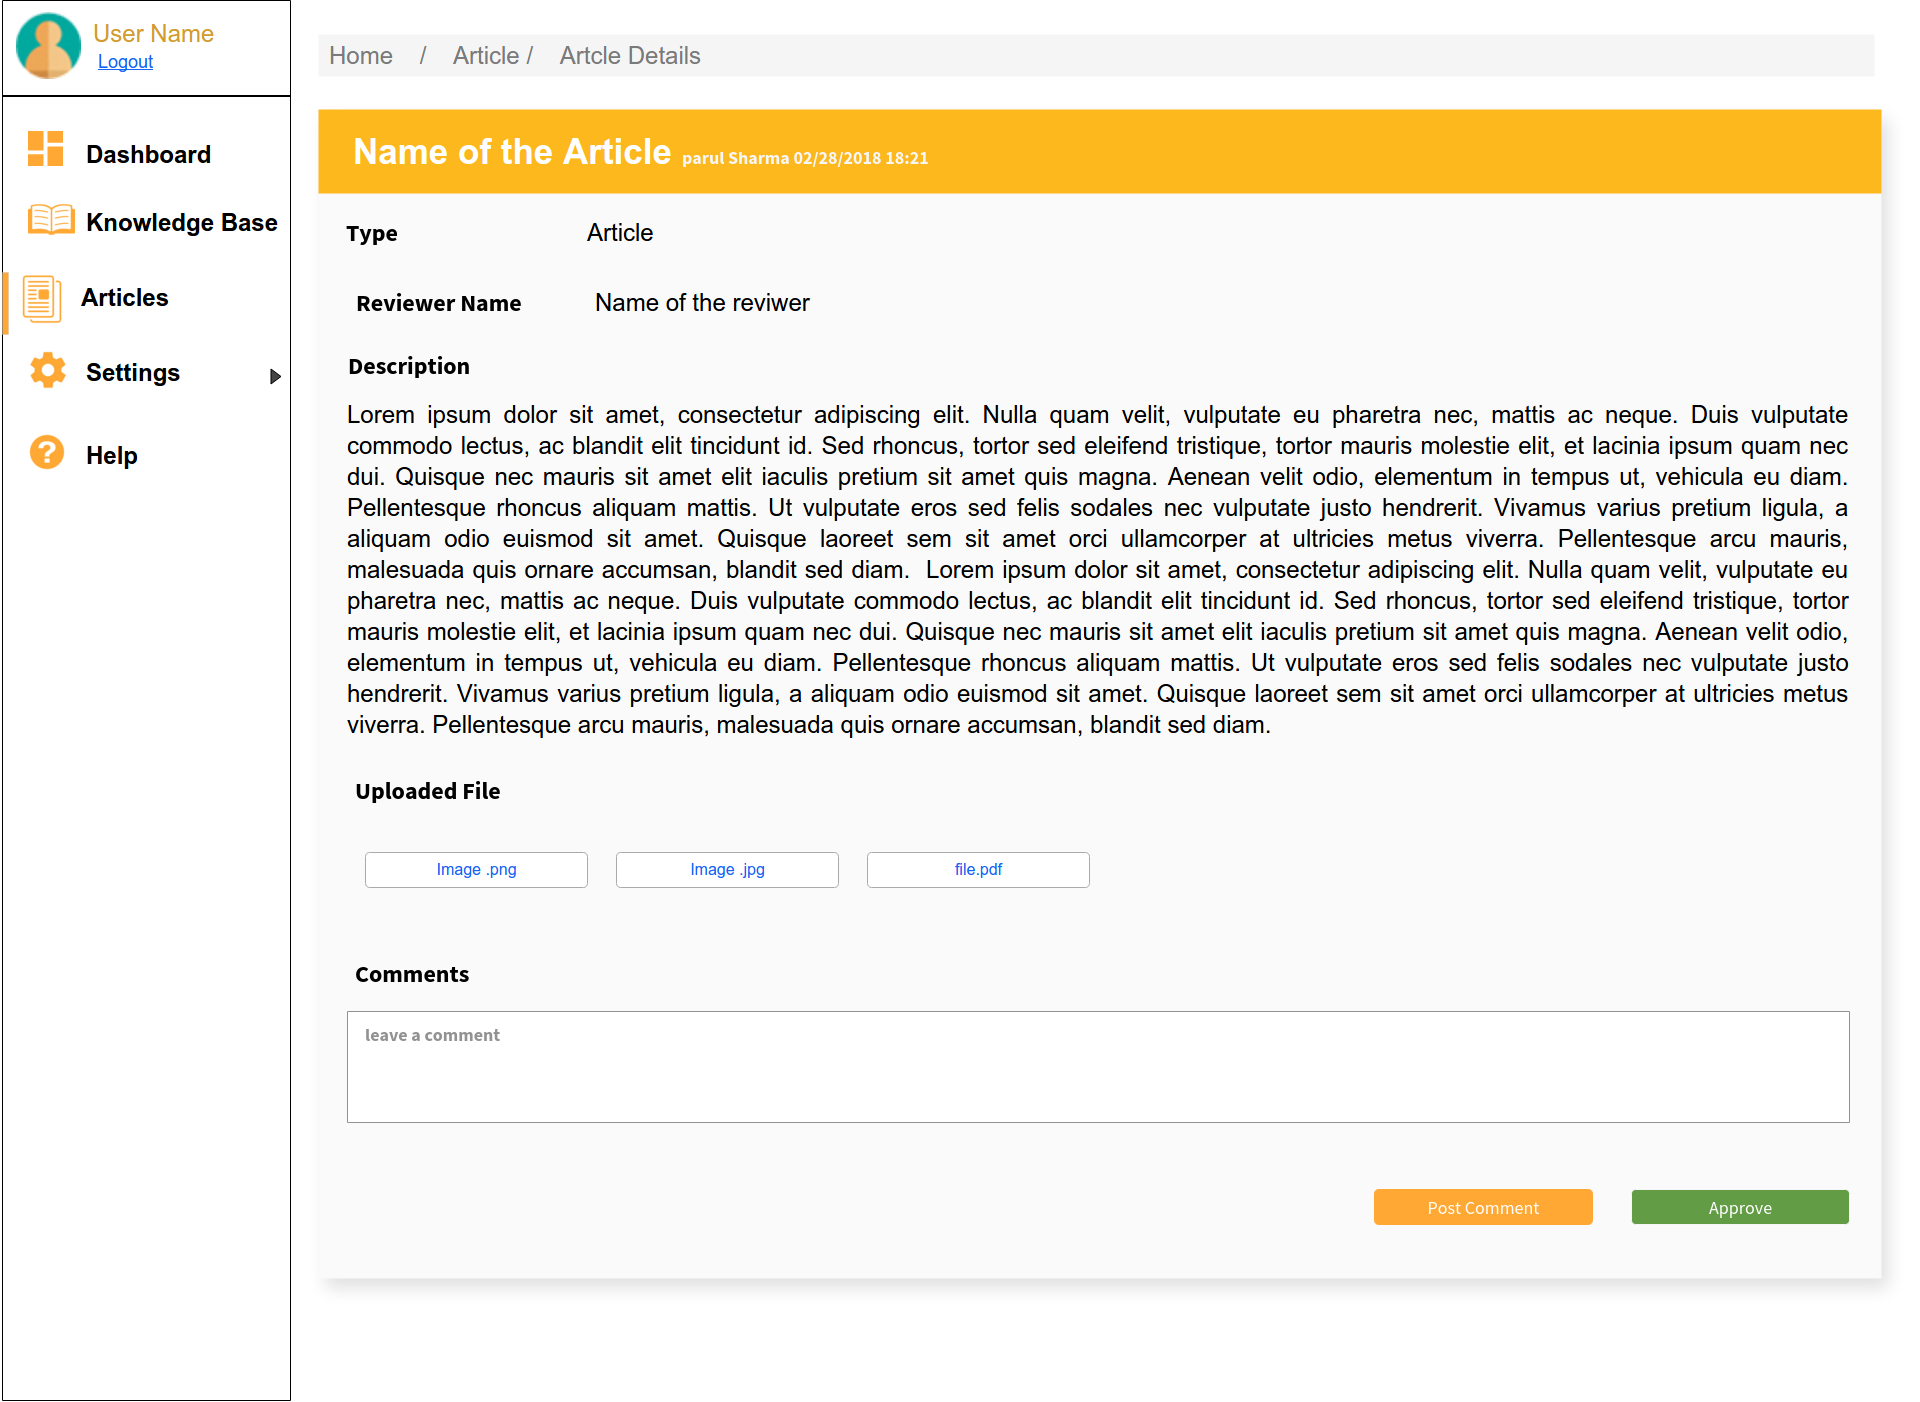 User Name
Logout
Dashboard
Knowledge Base
Articles
Settings
Help
Home / Article / Artcle Details
Name of the Article parul Sharma 02/28/2018 18:21
Type Article
Reviewer Name Name of the reviwer
Description
Lorem ipsum dolor sit amet, consectetur adipiscing elit. Nulla quam velit, vulputate eu pharetra nec, mattis ac neque. Duis vulputate
commodo lectus, ac blandit elit tincidunt id. Sed rhoncus, tortor sed eleifend tristique, tortor mauris molestie elit, et lacinia ipsum quam nec
dui. Quisque nec mauris sit amet elit iaculis pretium sit amet quis magna. Aenean velit odio, elementum in tempus ut, vehicula eu diam.
Pellentesque rhoncus aliquam mattis. Ut vulputate eros sed felis sodales nec vulputate justo hendrerit. Vivamus varius pretium ligula, a
aliquam odio euismod sit amet. Quisque laoreet sem sit amet orci ullamcorper at ultricies metus viverra. Pellentesque arcu mauris,
malesuada quis ornare accumsan, blandit sed diam. Lorem ipsum dolor sit amet, consectetur adipiscing elit. Nulla quam velit, vulputate eu
pharetra nec, mattis ac neque. Duis vulputate commodo lectus, ac blandit elit tincidunt id. Sed rhoncus, tortor sed eleifend tristique, tortor
mauris molestie elit, et lacinia ipsum quam nec dui. Quisque nec mauris sit amet elit iaculis pretium sit amet quis magna. Aenean velit odio,
elementum in tempus ut, vehicula eu diam. Pellentesque rhoncus aliquam mattis. Ut vulputate eros sed felis sodales nec vulputate justo
hendrerit. Vivamus varius pretium ligula, a aliquam odio euismod sit amet. Quisque laoreet sem sit amet orci ullamcorper at ultricies metus
viverra. Pellentesque arcu mauris, malesuada quis ornare accumsan, blandit sed diam.
Uploaded File
Image .png Image .jpg file.pdf
Comments
leave a comment
Post Comment Approve